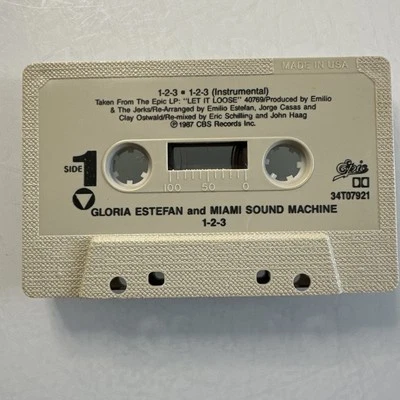 MADE IN USA
1-2-3 ▪ 1-2-3 (Instrumental)
Taken From The Epic LP: "LET IT LOOSE" 40769/Produced by Emilio
& The Jerks/Re-Arranged by Emilio Estefan, Jorge Casas and
Clay Ostwald/Re-mixed by Eric Schilling and John Haag
℗ 1987 CBS Records Inc.
SIDE 1
100 50 0
Epic
34T07921
GLORIA ESTEFAN and MIAMI SOUND MACHINE
1-2-3